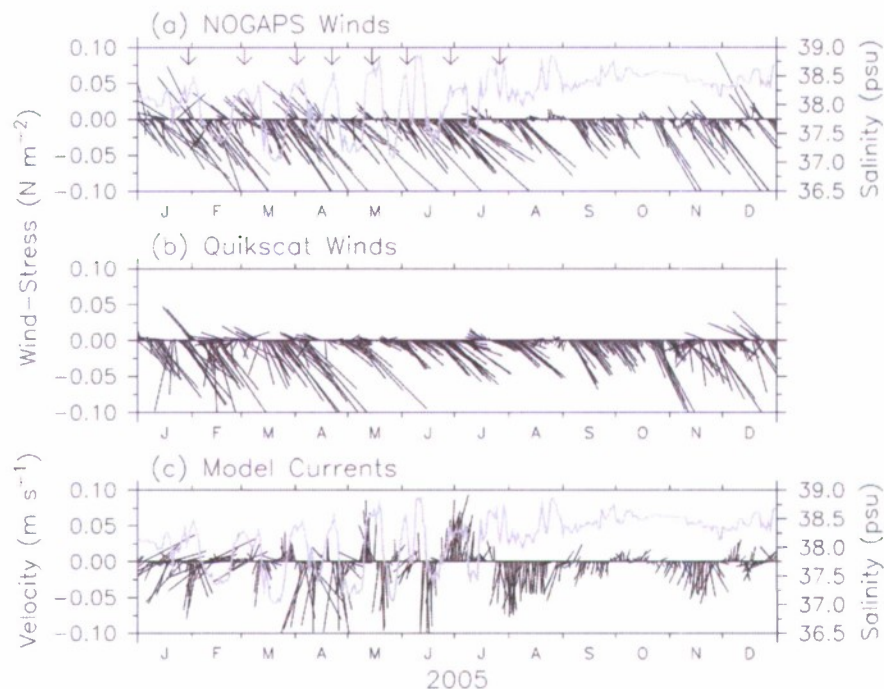 (a) NOGAPS Winds
0.10
0.05
0.00
-0.05
-0.10
39.0
38.5
38.0
37.5
37.0
36.5
Salinity (psu)
J F M A M J J A S O N D
Wind-Stress (N m⁻²)
(b) Quikscat Winds
0.10
0.05
0.00
-0.05
-0.10
J F M A M J J A S O N D
(c) Model Currents
Velocity (m s⁻¹)
0.10
0.05
0.00
-0.05
-0.10
39.0
38.5
38.0
37.5
37.0
36.5
Salinity (psu)
J F M A M J J A S O N D
2005